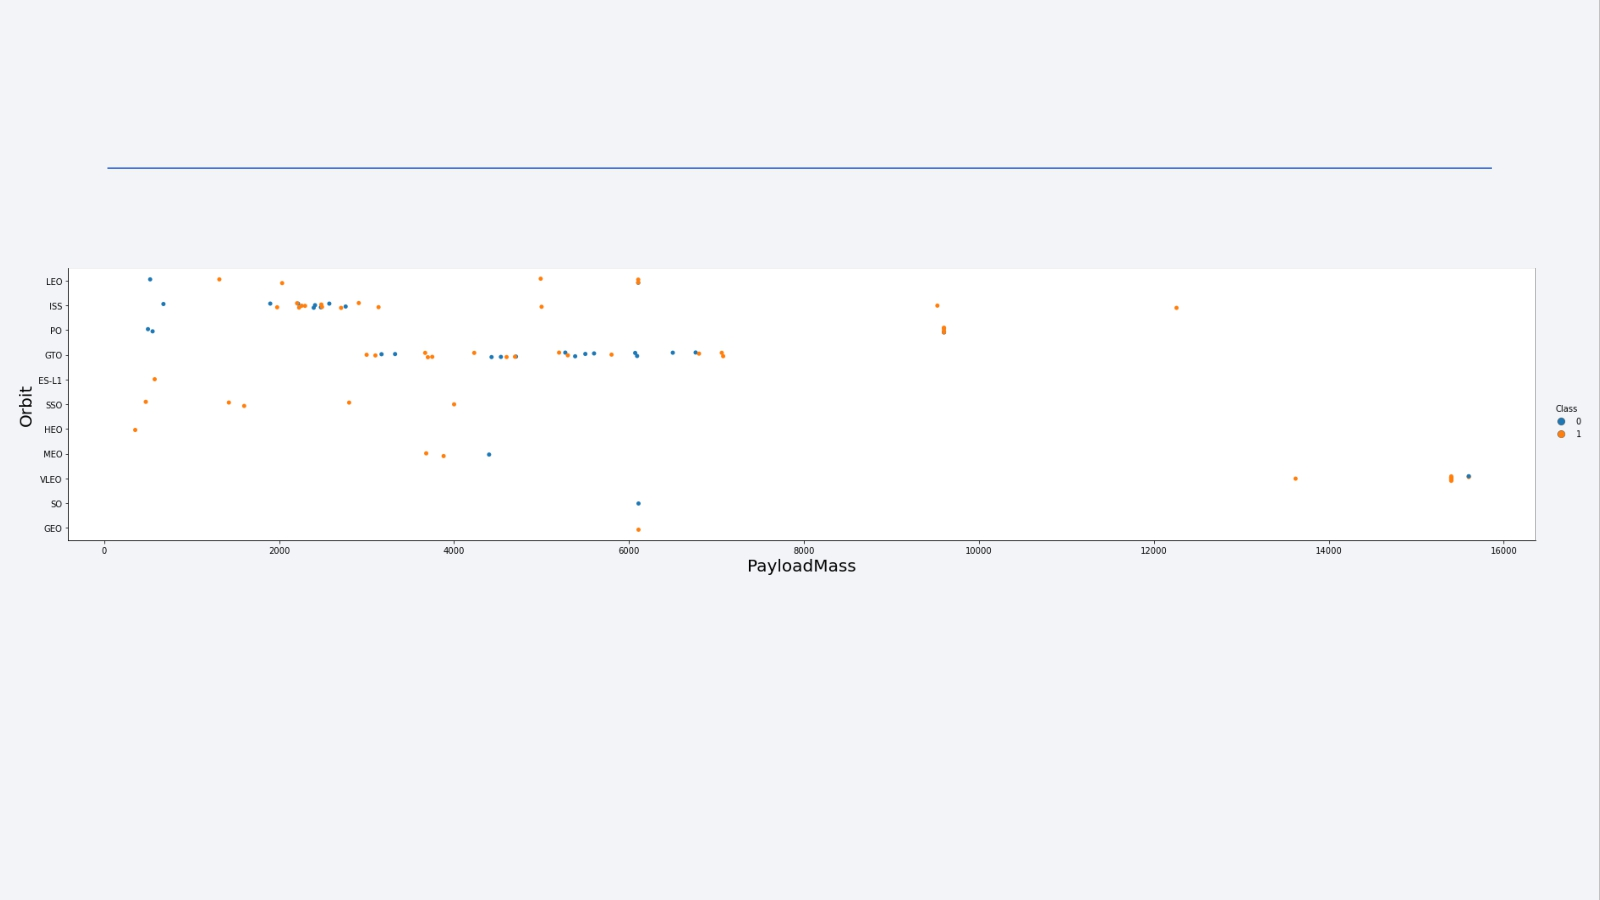 LEO
ISS
PO
GTO
ES-L1
SSO
HEO
MEO
VLEO
SO
GEO
Orbit
0 2000 4000 6000 8000 10000 12000 14000 16000
PayloadMass
Class
0
1